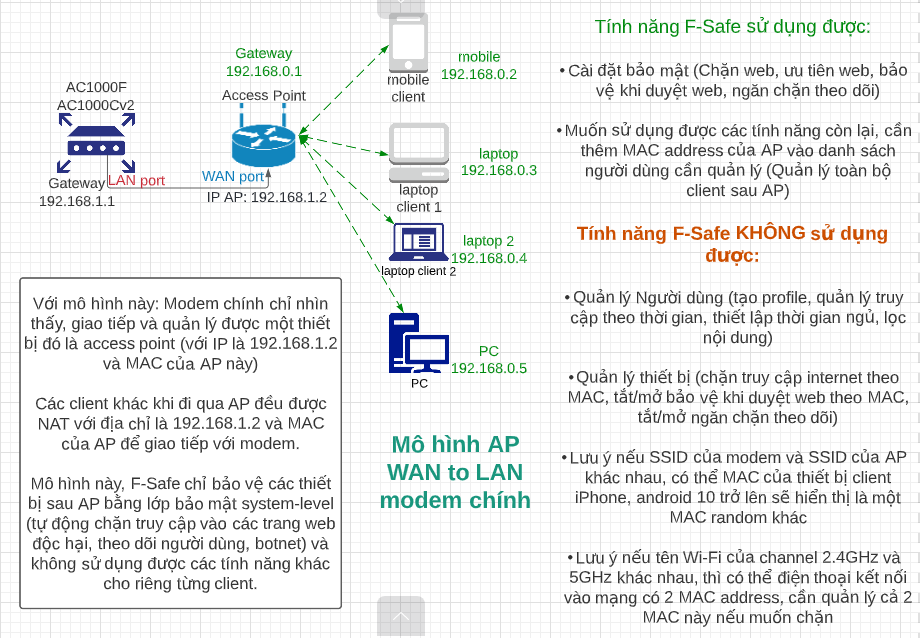 AC1000F
AC1000Cv2
Gateway
192.168.1.1
LAN port
Gateway
192.168.0.1
Access Point
WAN port
IP AP: 192.168.1.2
mobile
client
mobile
192.168.0.2
laptop
client 1
laptop
192.168.0.3
laptop client 2
laptop 2
192.168.0.4
PC
PC
192.168.0.5
Với mô hình này: Modem chính chỉ nhìn
thấy, giao tiếp và quản lý được một thiết
bị đó là access point (với IP là 192.168.1.2
và MAC của AP này)
Các client khác khi đi qua AP đều được
NAT với địa chỉ là 192.168.1.2 và MAC
của AP để giao tiếp với modem.
Mô hình này, F-Safe chỉ bảo vệ các thiết
bị sau AP bằng lớp bảo mật system-level
(tự động chặn truy cập vào các trang web
độc hại, theo dõi người dùng, botnet) và
không sử dụng được các tính năng khác
cho riêng từng client.
Mô hình AP
WAN to LAN
modem chính
Tính năng F-Safe sử dụng được:
• Cài đặt bảo mật (Chặn web, ưu tiên web, bảo
vệ khi duyệt web, ngăn chặn theo dõi)
• Muốn sử dụng được các tính năng còn lại, cần
thêm MAC address của AP vào danh sách
người dùng cần quản lý (Quản lý toàn bộ
client sau AP)
Tính năng F-Safe KHÔNG sử dụng
được:
• Quản lý Người dùng (tạo profile, quản lý truy
cập theo thời gian, thiết lập thời gian ngủ, lọc
nội dung)
• Quản lý thiết bị (chặn truy cập internet theo
MAC, tắt/mở bảo vệ khi duyệt web theo MAC,
tắt/mở ngăn chặn theo dõi)
• Lưu ý nếu SSID của modem và SSID của AP
khác nhau, có thể MAC của thiết bị client
iPhone, android 10 trở lên sẽ hiển thị là một
MAC random khác
• Lưu ý nếu tên Wi-Fi của channel 2.4GHz và
5GHz khác nhau, thì có thể điện thoại kết nối
vào mạng có 2 MAC address, cần quản lý cả 2
MAC này nếu muốn chặn